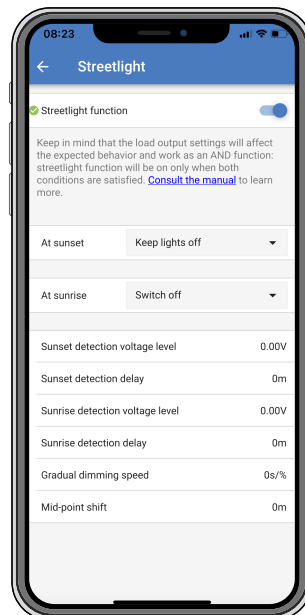 08:23
Streetlight
Streetlight function
Keep in mind that the load output settings will affect
the expected behavior and work as an AND function:
streetlight function will be on only when both
conditions are satisfied. Consult the manual to learn
more.
At sunset Keep lights off
At sunrise Switch off
Sunset detection voltage level 0.00V
Sunset detection delay 0m
Sunrise detection voltage level 0.00V
Sunrise detection delay 0m
Gradual dimming speed 0s/%
Mid-point shift 0m